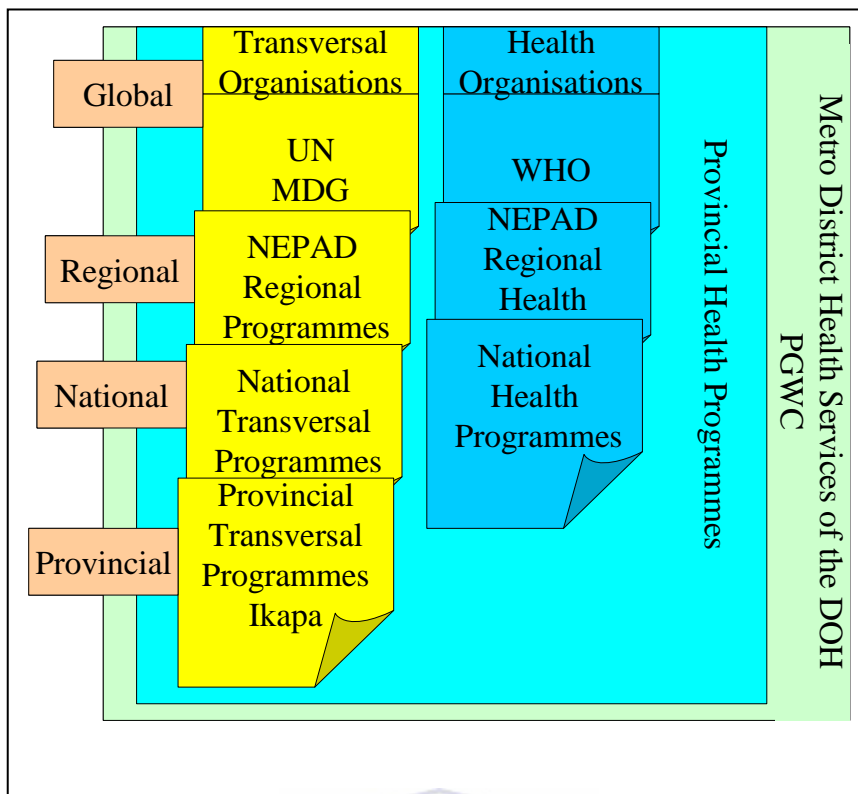 Global
Regional
National
Provincial
Transversal
Organisations
UN
MDG
NEPAD
Regional
Programmes
National
Transversal
Programmes
Provincial
Transversal
Programmes
Ikapa
Health
Organisations
WHO
NEPAD
Regional
Health
National
Health
Programmes
Provincial Health Programmes
Metro District Health Services of the DOH
PGWC